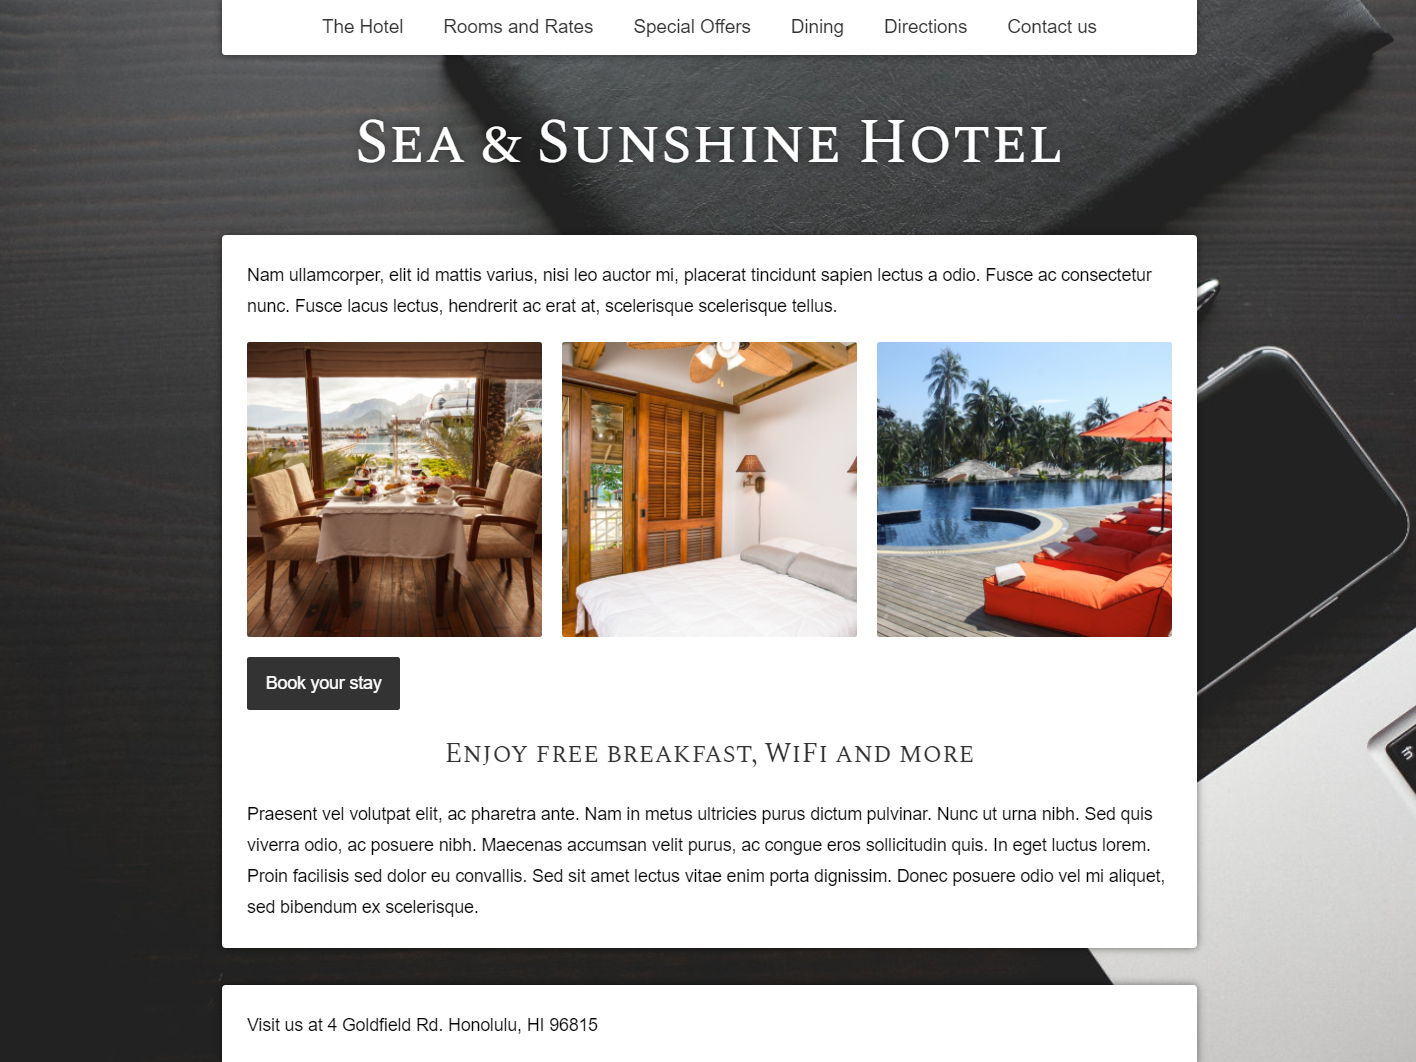 The Hotel Rooms and Rates Special Offers Dining Directions Contact us
Sea & Sunshine Hotel
Nam ullamcorper, elit id mattis varius, nisi leo auctor mi, placerat tincidunt sapien lectus a odio. Fusce ac consectetur
nunc. Fusce lacus lectus, hendrerit ac erat at, scelerisque scelerisque tellus.
Book your stay
Enjoy free breakfast, WiFi and more
Praesent vel volutpat elit, ac pharetra ante. Nam in metus ultricies purus dictum pulvinar. Nunc ut urna nibh. Sed quis
viverra odio, ac posuere nibh. Maecenas accumsan velit purus, ac congue eros sollicitudin quis. In eget luctus lorem.
Proin facilisis sed dolor eu convallis. Sed sit amet lectus vitae enim porta dignissim. Donec posuere odio vel mi aliquet,
sed bibendum ex scelerisque.
Visit us at 4 Goldfield Rd. Honolulu, HI 96815